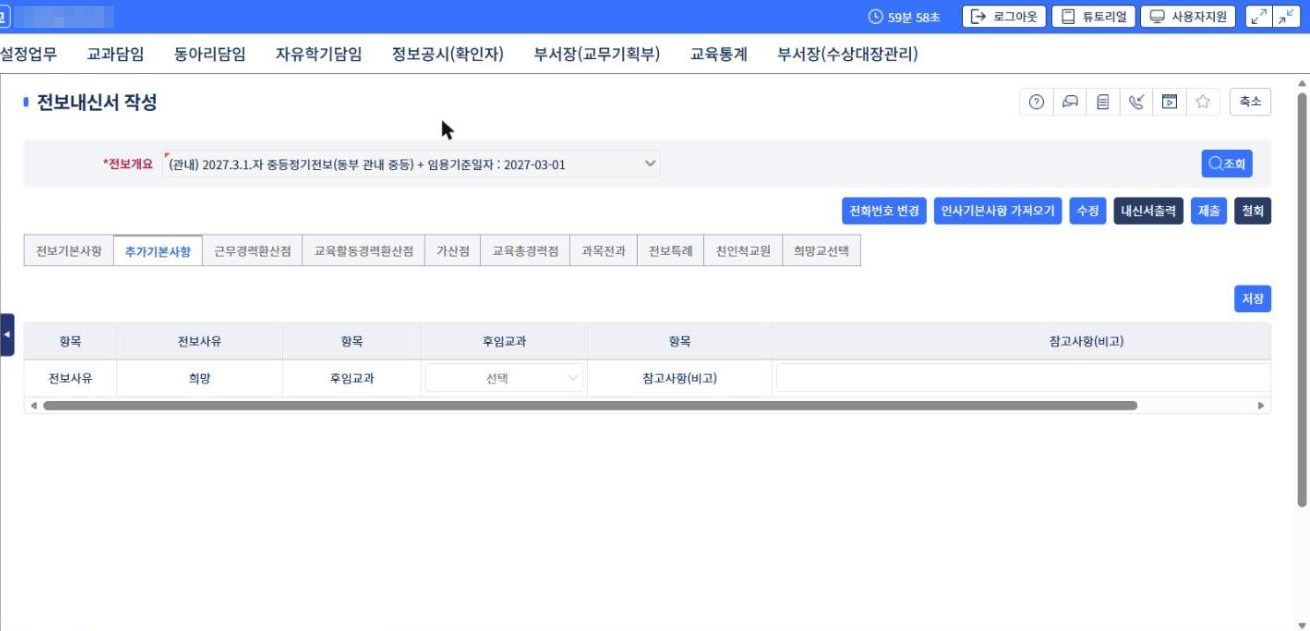 59분 58초 로그아웃 튜토리얼 사용자지원
설정업무 교과담임 동아리담임 자유학기담임 정보공시(확인자) 부서장(교무기획부) 교육통계 부서장(수상대장관리)
전보내신서 작성 축소
*전보개요 (관내) 2027.3.1.자 중등정기전보(동부 관내 중등) + 임용기준일자 : 2027-03-01 조회
전화번호 변경 인사기본사항 가져오기 수정 내신서출력 제출 철회
전보기본사항 추가기본사항 근무경력환산점 교육활동경력환산점 가산점 교육총경력점 과목전과 전보특례 친인척교원 희망교선택
저장
항목 전보사유 항목 후임교과 항목 참고사항(비고)
전보사유 희망 후임교과 선택 참고사항(비고)